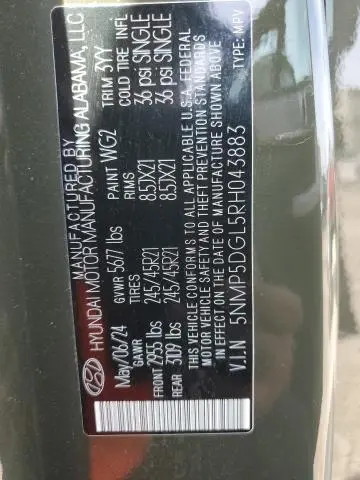 MANUFACTURED BY
HYUNDAI MOTOR MANUFACTURING ALABAMA, LLC
May/06/24 GVWR 5677 lbs PAINT WG2 TRIM 3YY
GAWR TIRES RIMS COLD TIRE INFL.
FRONT 2956 lbs 245/45R21 8.5JX21 36 psi SINGLE
REAR 3109 lbs 245/45R21 8.5JX21 36 psi SINGLE
THIS VEHICLE CONFORMS TO ALL APPLICABLE U.S.A. FEDERAL
MOTOR VEHICLE SAFETY AND THEFT PREVENTION
STANDARDS IN EFFECT ON THE DATE OF MANUFACTURE SHOWN ABOVE.
V.I.N 5NMP5DGL5RH043883 TYPE: MPV